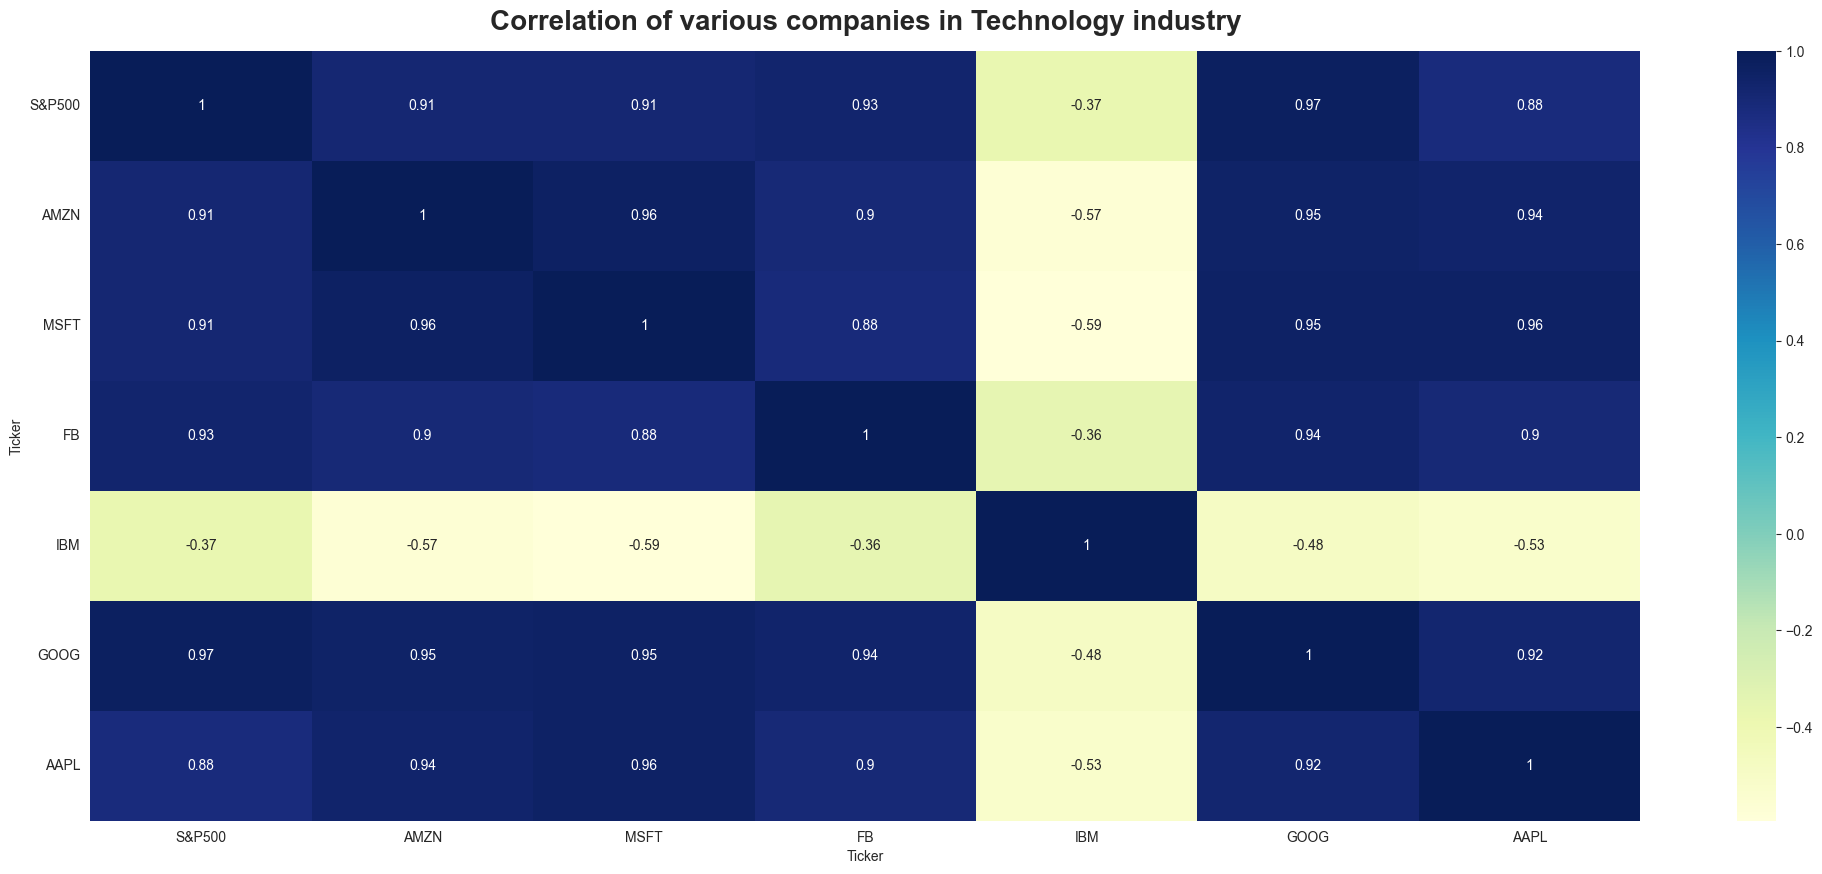 Correlation of various companies in Technology industry
S&P500 1 0.91 0.91 0.93 -0.37 0.97 0.88
AMZN 0.91 1 0.96 0.9 -0.57 0.95 0.94
MSFT 0.91 0.96 1 0.88 -0.59 0.95 0.96
FB 0.93 0.9 0.88 1 -0.36 0.94 0.9
IBM -0.37 -0.57 -0.59 -0.36 1 -0.48 -0.53
GOOG 0.97 0.95 0.95 0.94 -0.48 1 0.92
AAPL 0.88 0.94 0.96 0.9 -0.53 0.92 1
S&P500 AMZN MSFT FB IBM GOOG AAPL
Ticker
Ticker
1.0
0.8
0.6
0.4
0.2
0.0
−0.2
−0.4